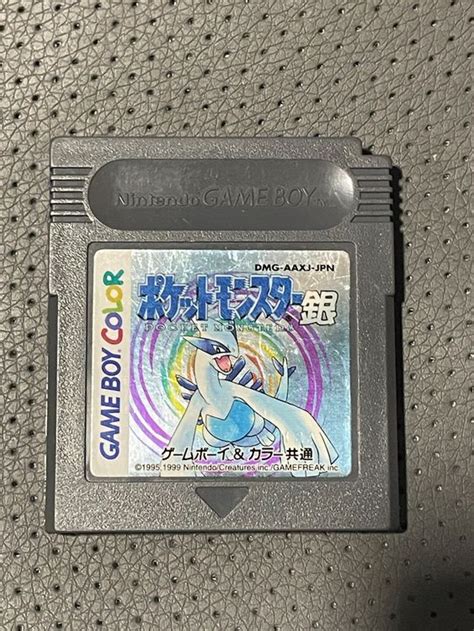 Nintendo GAME BOY
DMG-AAXJ-JPN
ポケットモンスター銀
POCKET MONSTERS
GAME BOY COLOR
ゲームボーイ & カラー共通
©1995,1999 Nintendo/Creatures inc./GAMEFREAK inc.